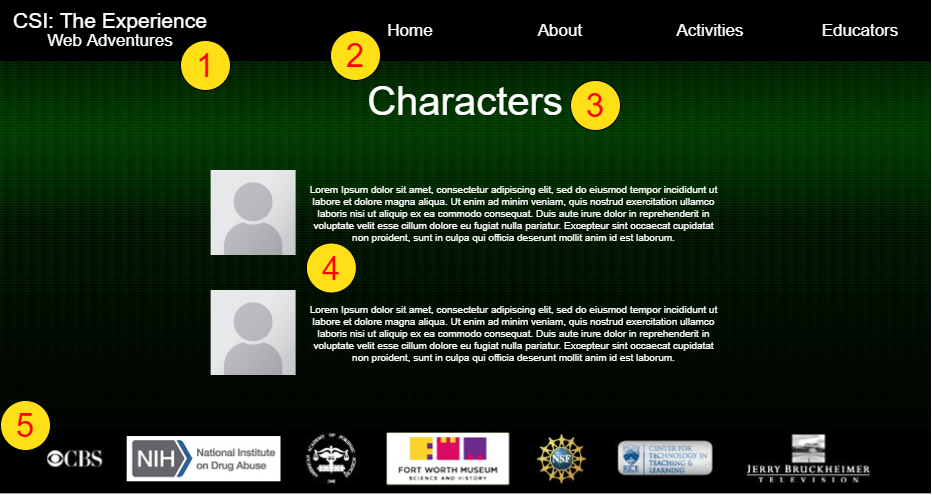 CSI: The Experience
Web Adventures
1
2
Home
About
Activities
Educators
Characters
3
Lorem Ipsum dolor sit amet, consectetur adipiscing elit, sed do eiusmod tempor incididunt ut
labore et dolore magna aliqua. Ut enim ad minim veniam, quis nostrud exercitation ullamco
laboris nisi ut aliquip ex ea commodo consequat. Duis aute irure dolor in reprehenderit in
voluptate velit esse cillum dolore eu fugiat nulla pariatur. Excepteur sint occaecat cupidatat
non proident, sunt in culpa qui officia deserunt mollit anim id est laborum.
4
Lorem Ipsum dolor sit amet, consectetur adipiscing elit, sed do eiusmod tempor incididunt ut
labore et dolore magna aliqua. Ut enim ad minim veniam, quis nostrud exercitation ullamco
laboris nisi ut aliquip ex ea commodo consequat. Duis aute irure dolor in reprehenderit in
voluptate velit esse cillum dolore eu fugiat nulla pariatur. Excepteur sint occaecat cupidatat
non proident, sunt in culpa qui officia deserunt mollit anim id est laborum.
5
CBS
NIH
National Institute
on Drug Abuse
FORT WORTH MUSEUM
SCIENCE AND HISTORY
NSF
RICE
CENTER FOR
TECHNOLOGY IN
TEACHING &
LEARNING
JERRY BRUCKHEIMER
TELEVISION